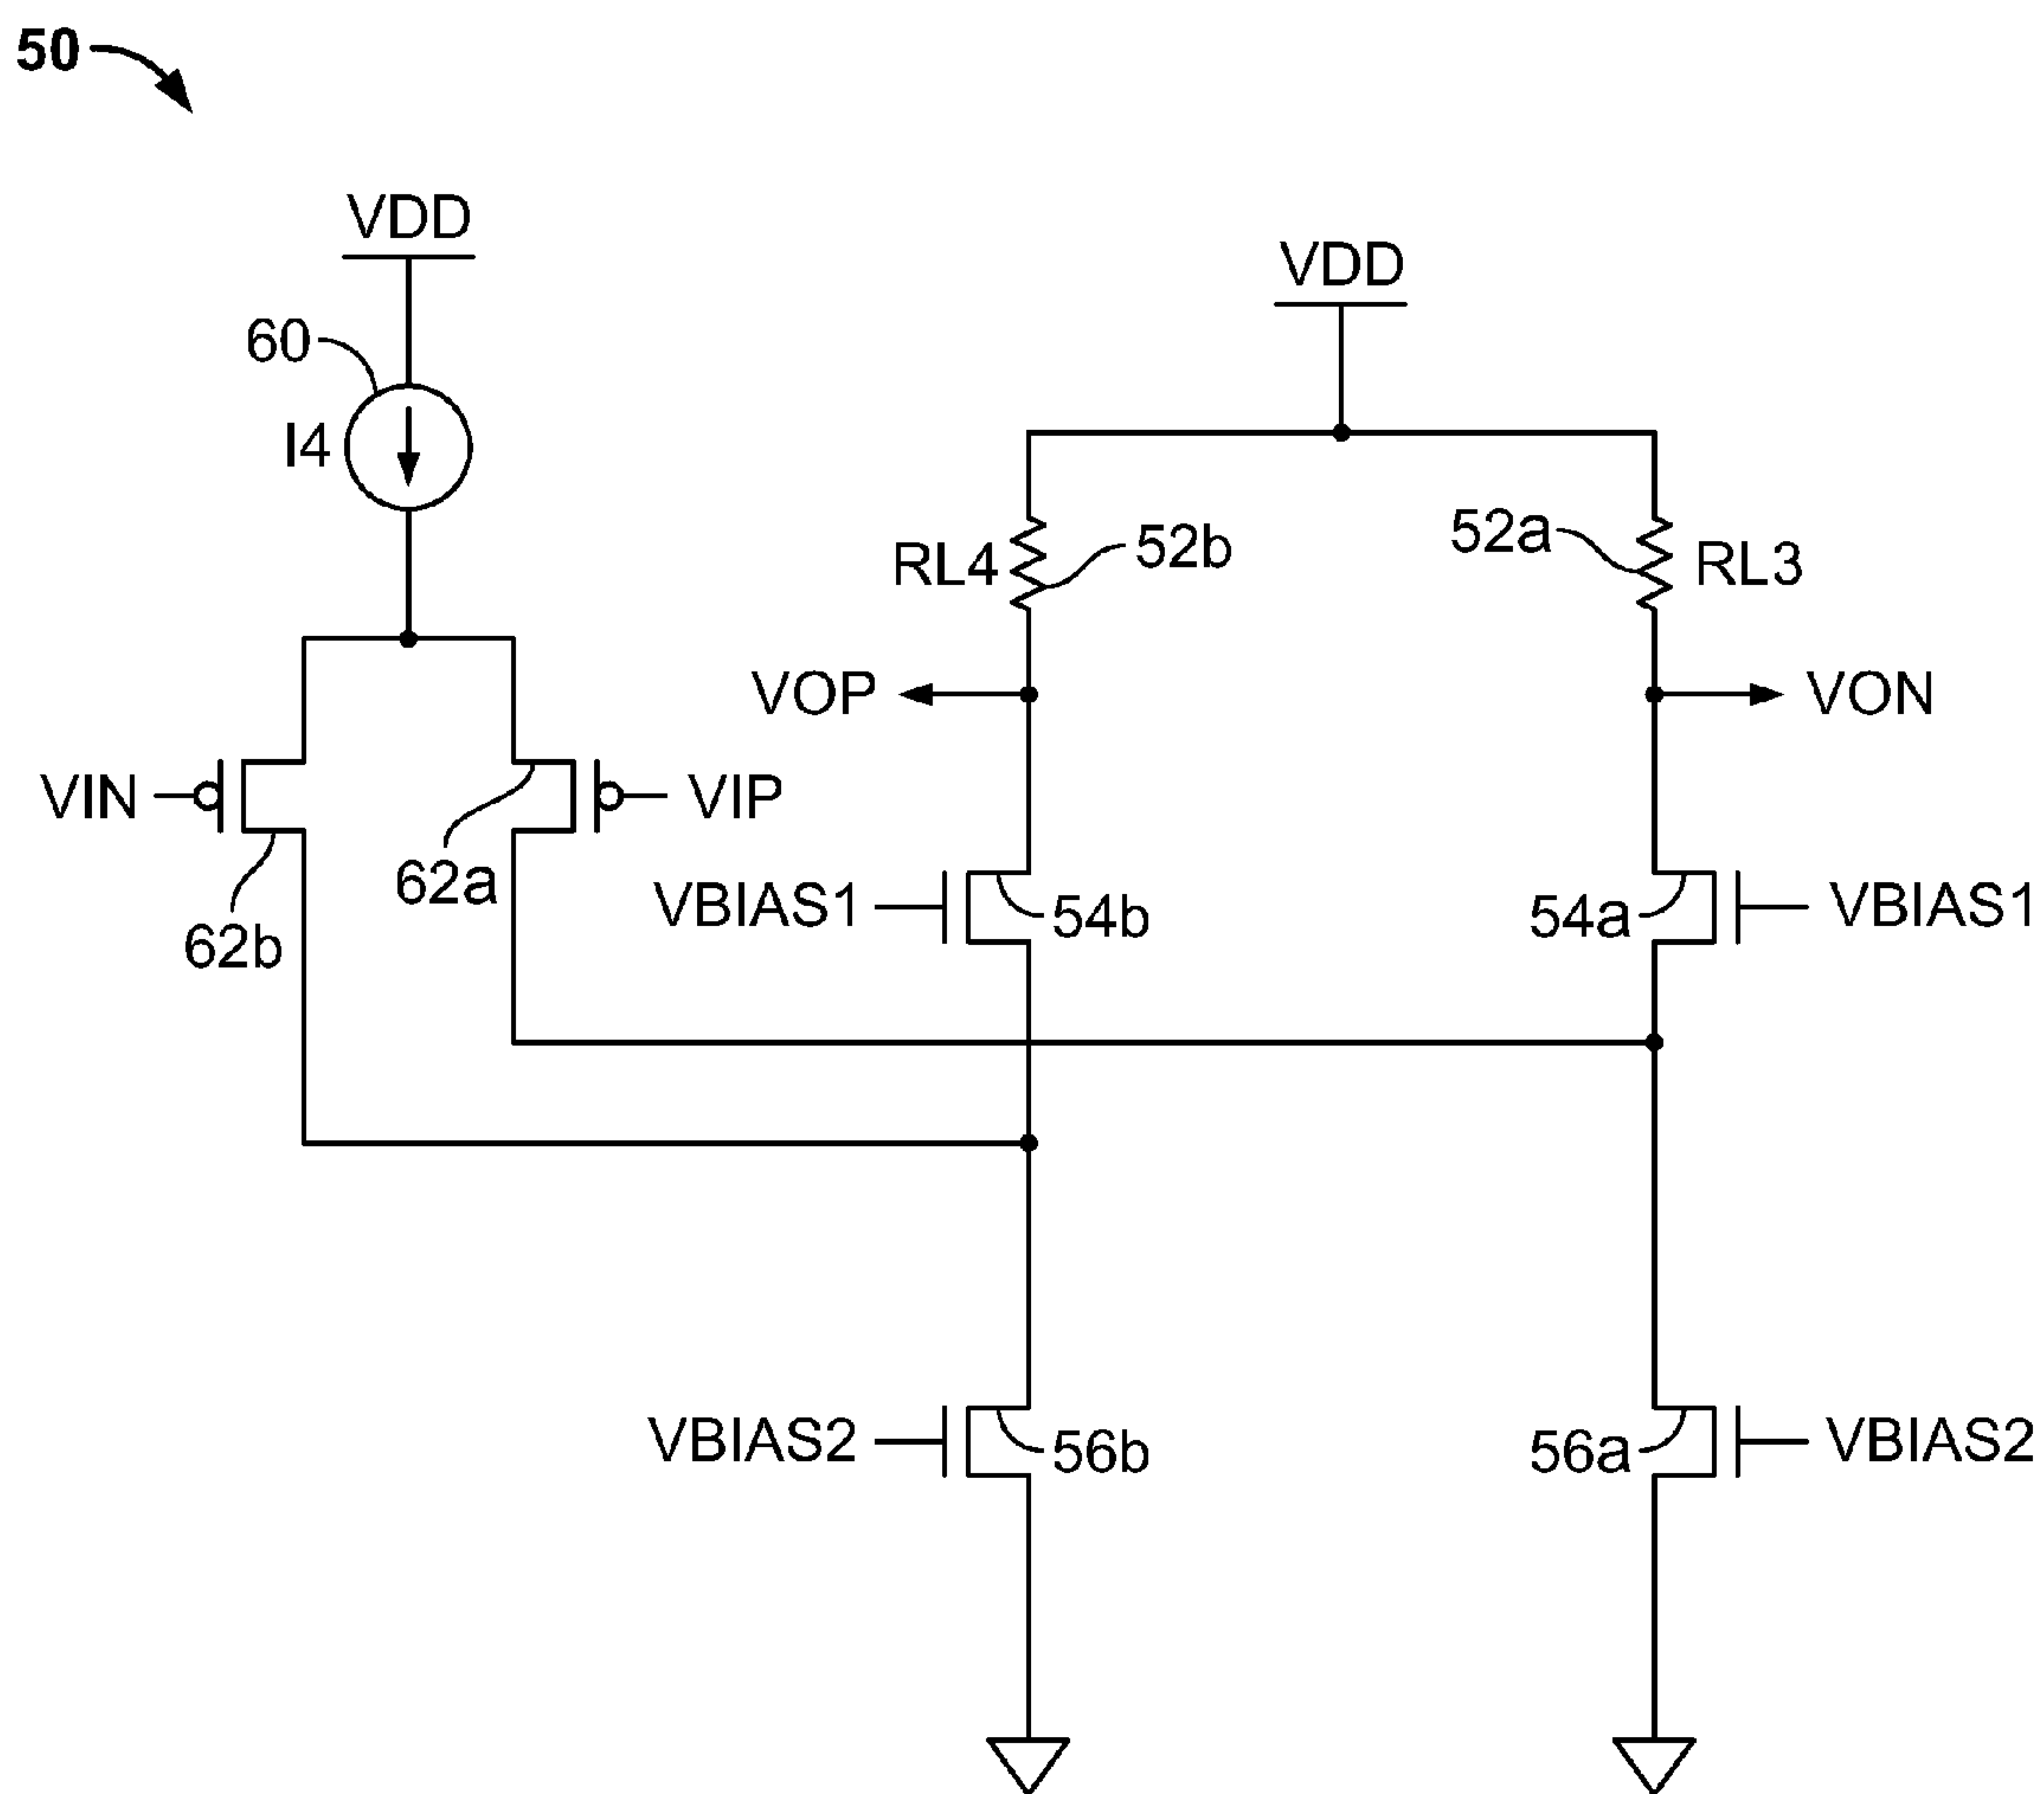 50
VDD
VDD
60
I4
RL4
52b
52a
RL3
VOP
VON
VIN
VIP
62a
62b
VBIAS1
54b
54a
VBIAS1
VBIAS2
56b
56a
VBIAS2